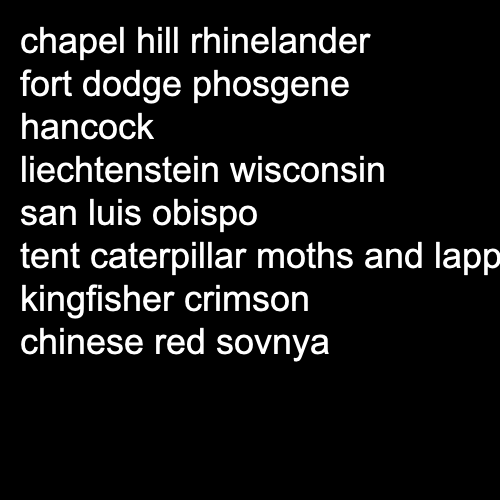 chapel hill rhinelander
fort dodge phosgene
hancock
liechtenstein wisconsin
san luis obispo
tent caterpillar moths and lapp
kingfisher crimson
chinese red sovnya